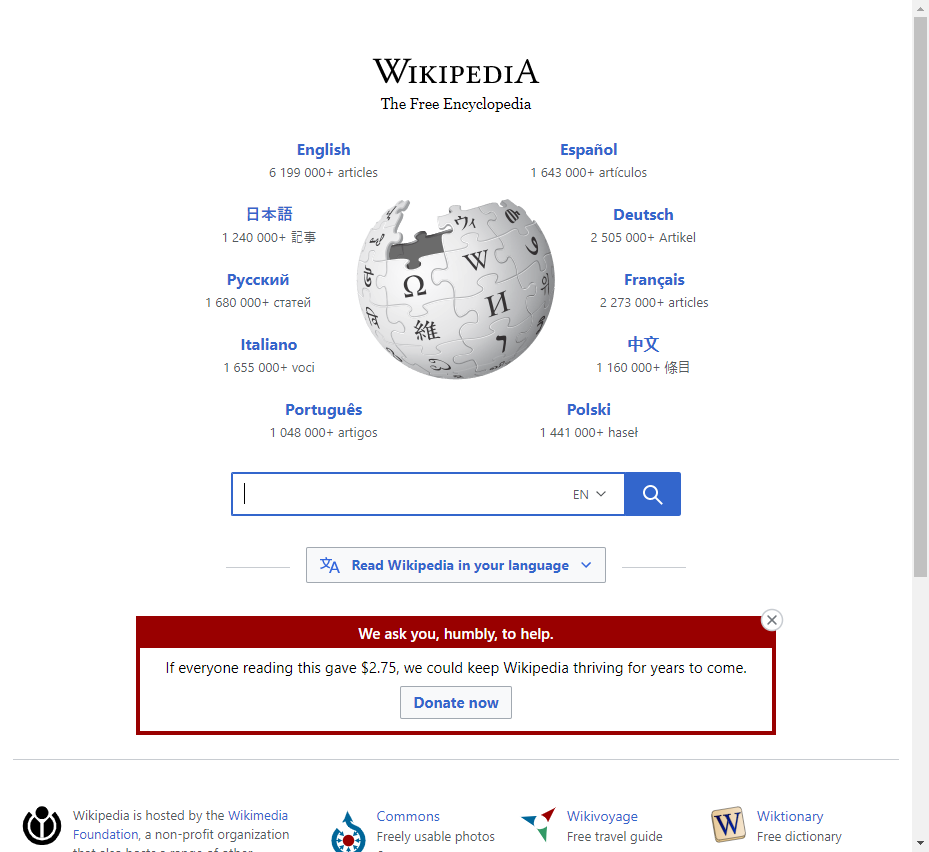 WIKIPEDIA
The Free Encyclopedia
English
6 199 000+ articles
Español
1 643 000+ artículos
日本語
1 240 000+ 記事
Deutsch
2 505 000+ Artikel
Русский
1 680 000+ статей
Français
2 273 000+ articles
Italiano
1 655 000+ voci
中文
1 160 000+ 條目
Português
1 048 000+ artigos
Polski
1 441 000+ haseł
Ω
W
И
維
ウィ
EN
Read Wikipedia in your language
We ask you, humbly, to help.
If everyone reading this gave $2.75, we could keep Wikipedia thriving for years to come.
Donate now
Wikipedia is hosted by the Wikimedia
Foundation, a non-profit organization
that also hosts a range of other
Commons
Freely usable photos
Wikivoyage
Free travel guide
W
Wiktionary
Free dictionary